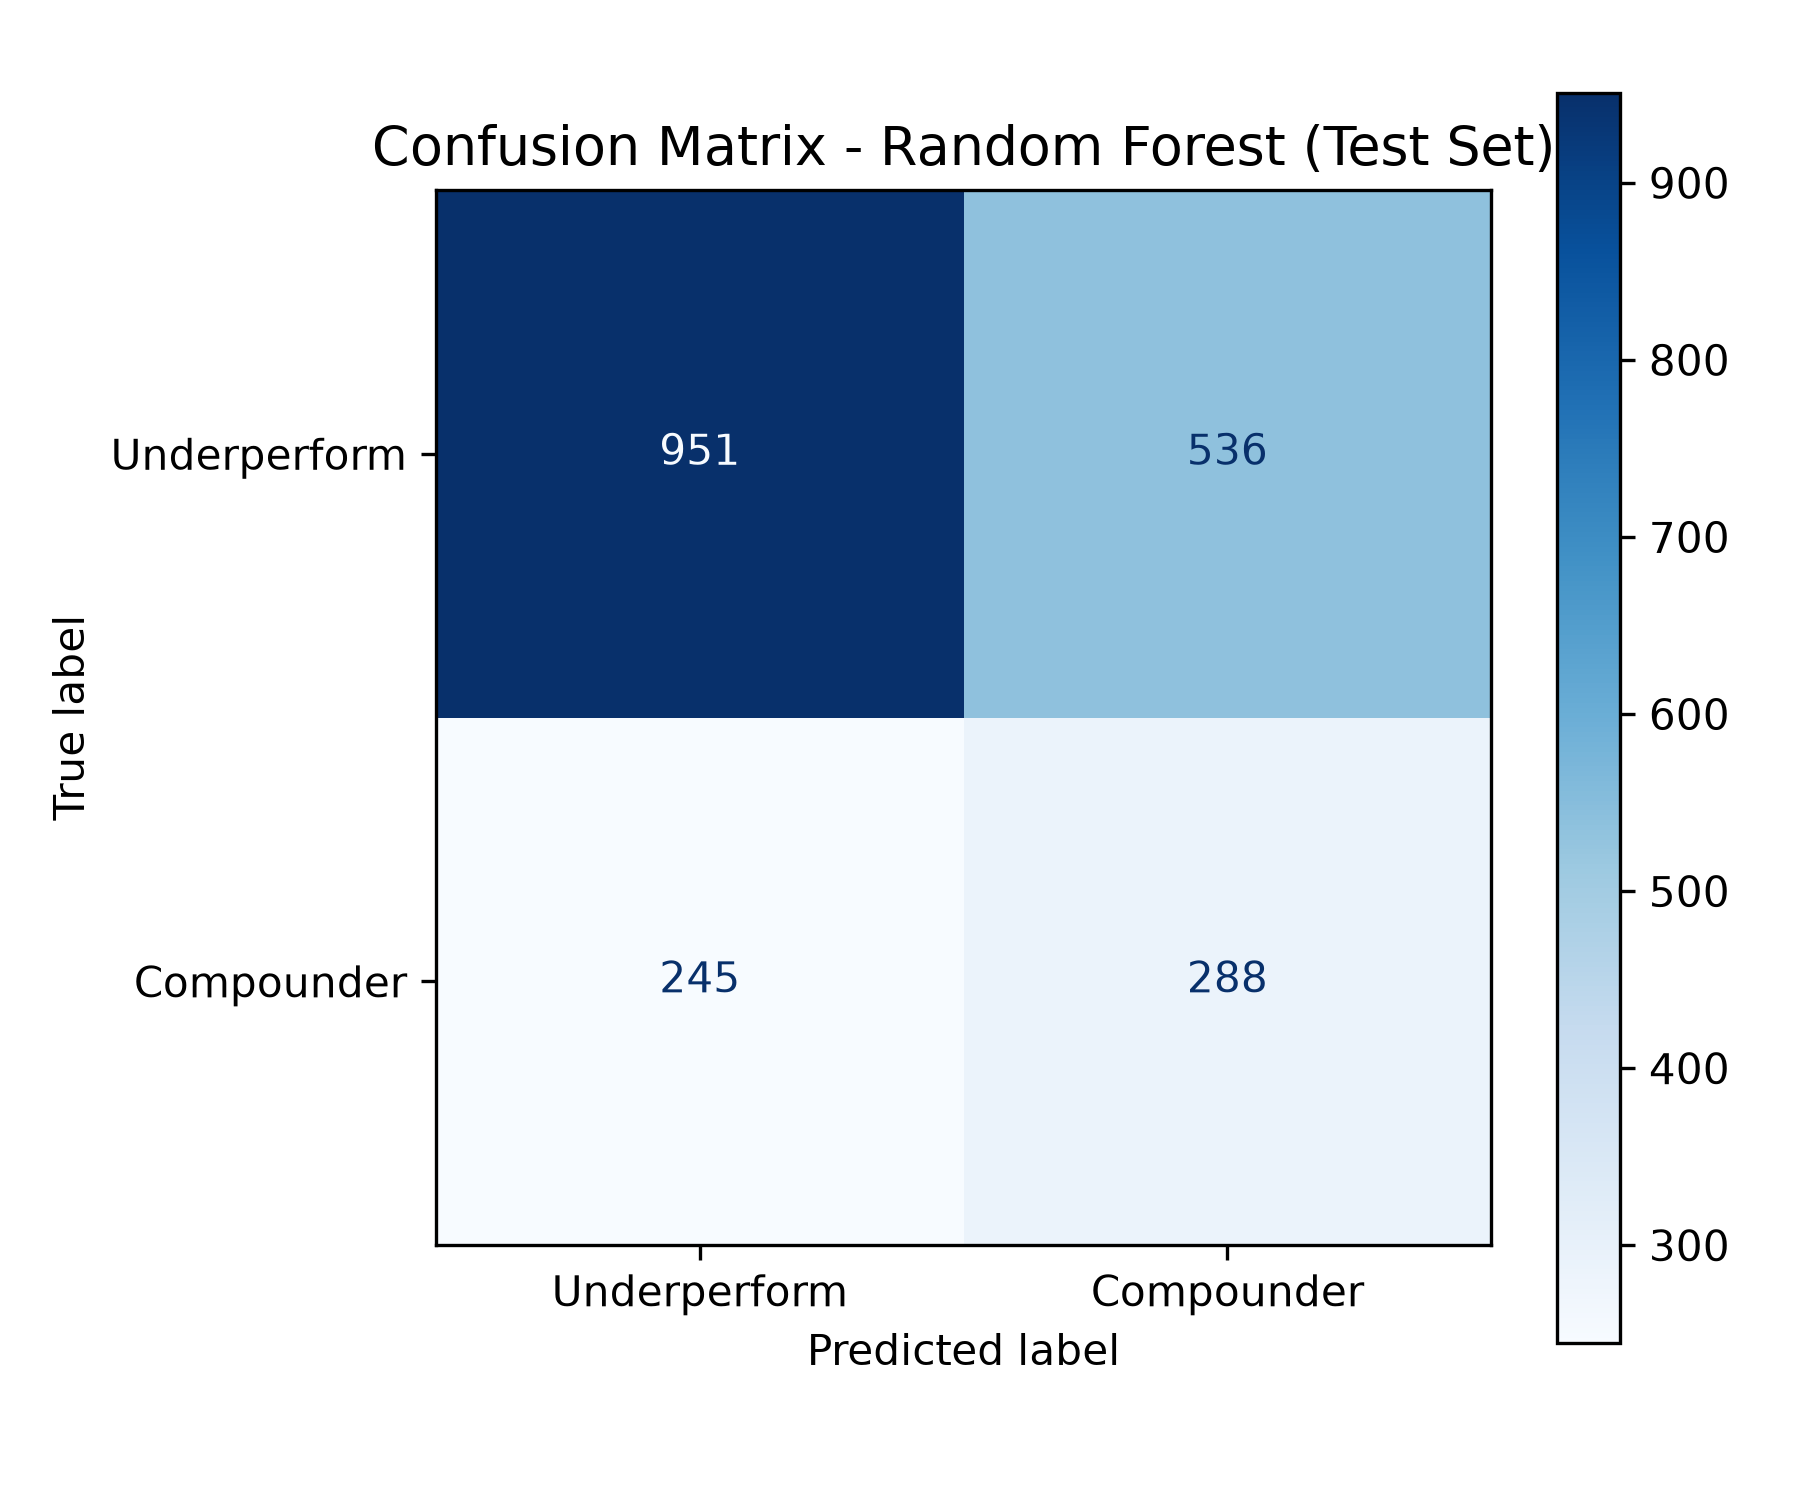 Confusion Matrix - Random Forest (Test Set)
900
800
700
600
500
400
300
True label
Underperform
951
536
Compounder
245
288
Underperform
Compounder
Predicted label